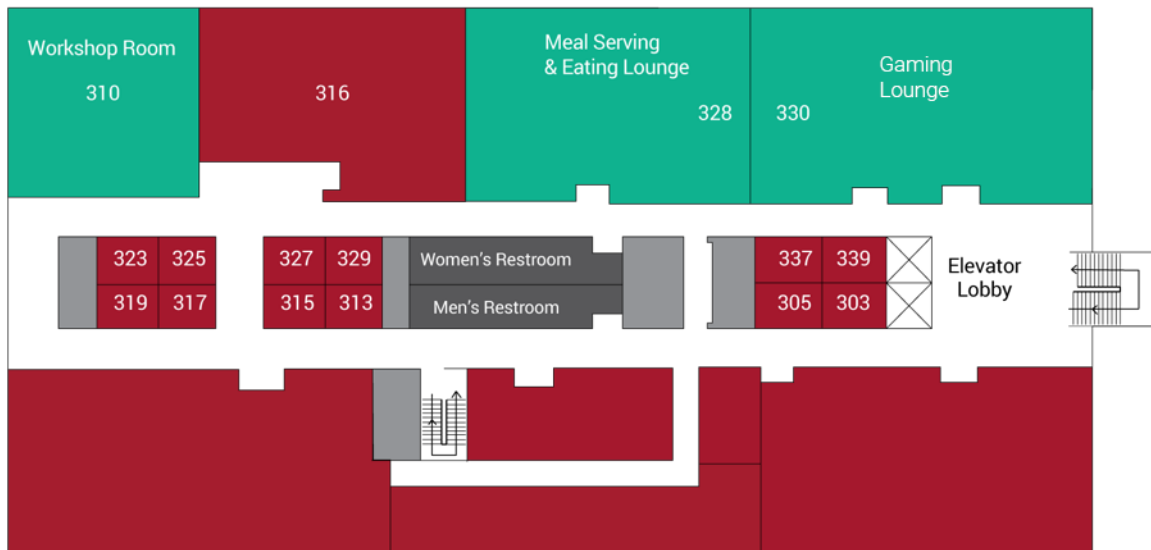 Workshop Room
310
316
Meal Serving
& Eating Lounge
328
330
Gaming
Lounge
323 325
327 329
Women's Restroom
337 339
319 317
315 313
Men's Restroom
305 303
Elevator
Lobby